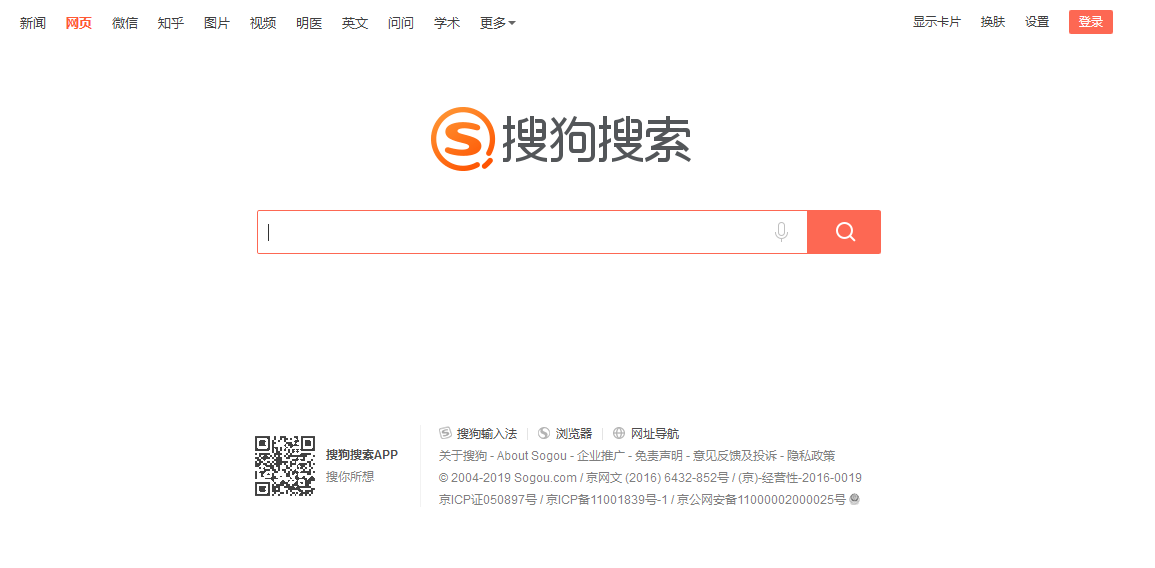 新闻 网页 微信 知乎 图片 视频 明医 英文 问问 学术 更多 显示卡片 换肤 设置 登录
搜狗搜索
搜狗输入法 浏览器 网址导航
搜狗搜索APP
搜你所想
关于搜狗 - About Sogou - 企业推广 - 免责声明 - 意见反馈及投诉 - 隐私政策
© 2004-2019 Sogou.com / 京网文 (2016) 6432-852号 / (京)-经营性-2016-0019
京ICP证050897号 / 京ICP备11001839号-1 / 京公网安备11000002000025号